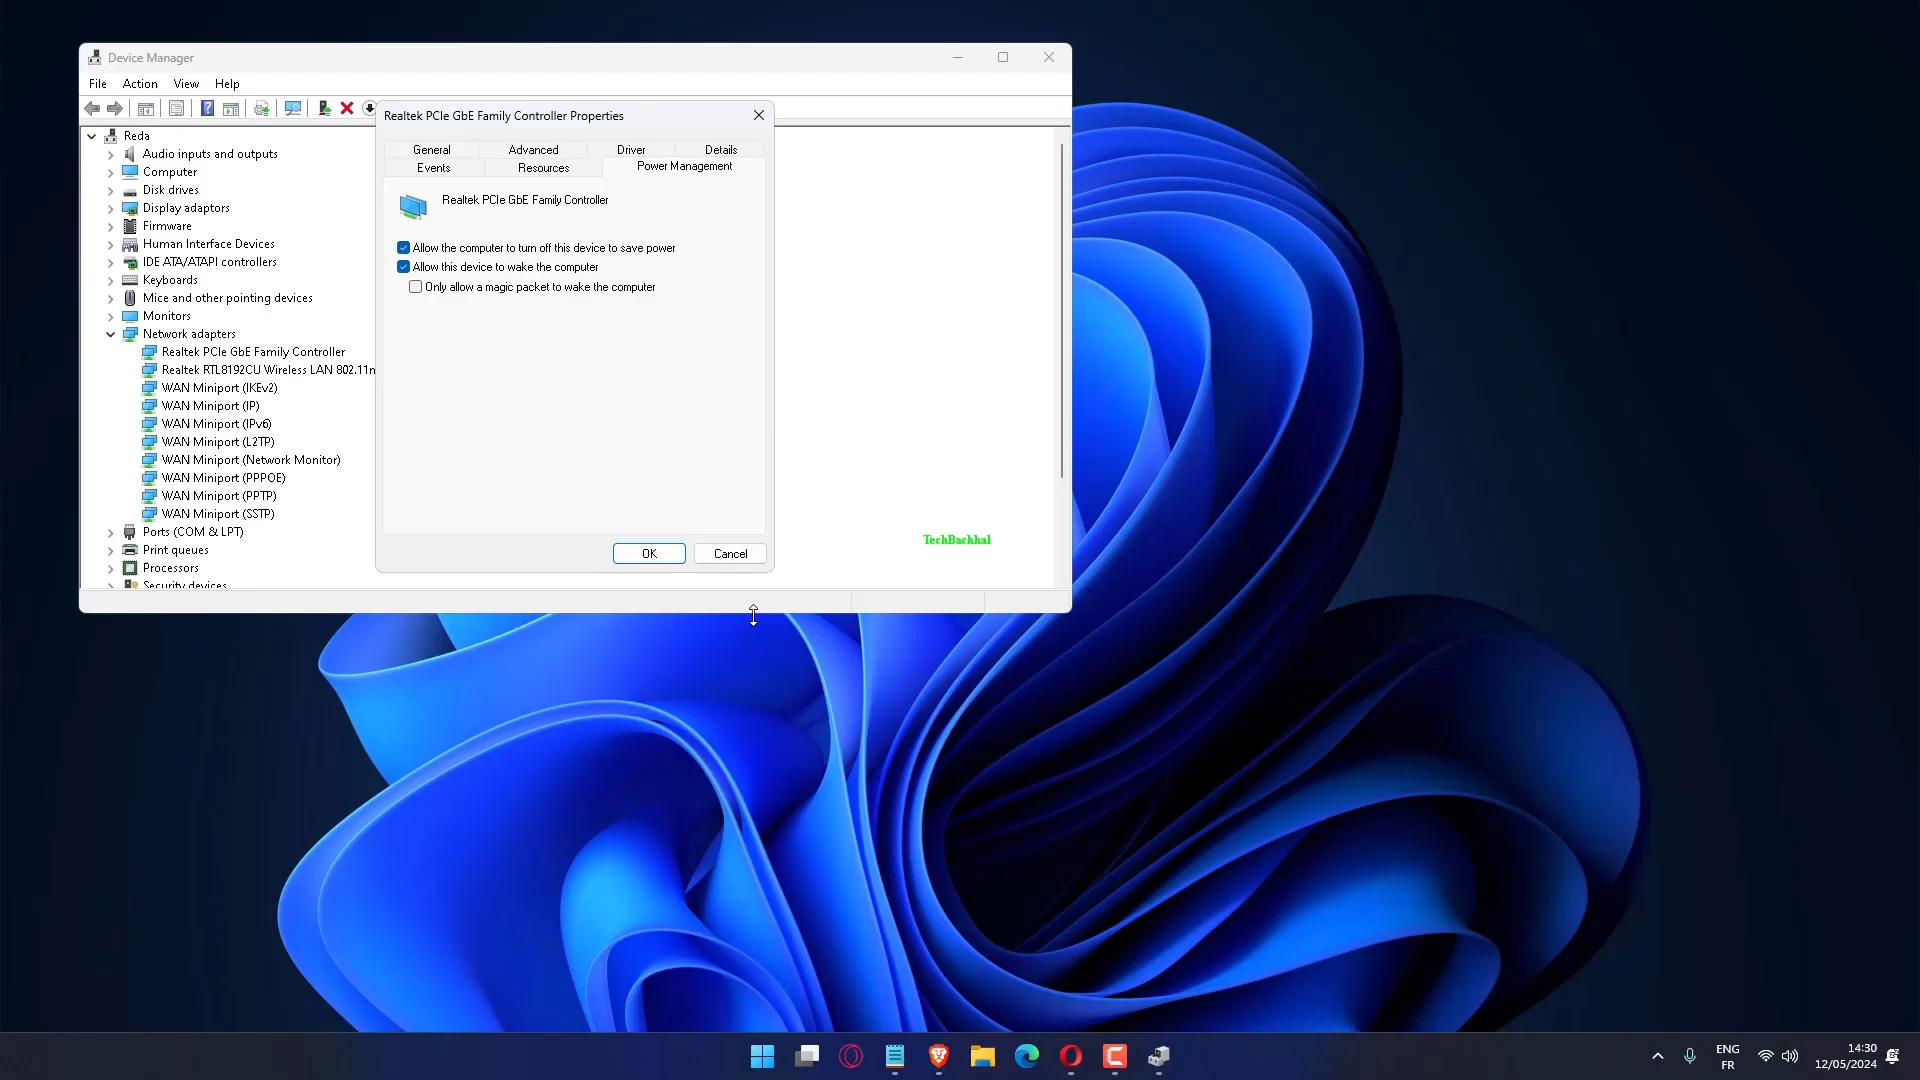 Device Manager
File Action View Help
Realtek PCIe GbE Family Controller Properties
General Advanced Driver Details
Events Resources Power Management
Realtek PCIe GbE Family Controller
Allow the computer to turn off this device to save power
Allow this device to wake the computer
Only allow a magic packet to wake the computer
OK Cancel
Reda
Audio inputs and outputs
Computer
Disk drives
Display adaptors
Firmware
Human Interface Devices
IDE ATA/ATAPI controllers
Keyboards
Mice and other pointing devices
Monitors
Network adapters
Realtek PCIe GbE Family Controller
Realtek RTL8192CU Wireless LAN 802.11n
WAN Miniport (IKEv2)
WAN Miniport (IP)
WAN Miniport (IPv6)
WAN Miniport (L2TP)
WAN Miniport (Network Monitor)
WAN Miniport (PPPOE)
WAN Miniport (PPTP)
WAN Miniport (SSTP)
Ports (COM & LPT)
Print queues
Processors
Security devices
TechBachhal
ENG
FR
14:30
12/05/2024